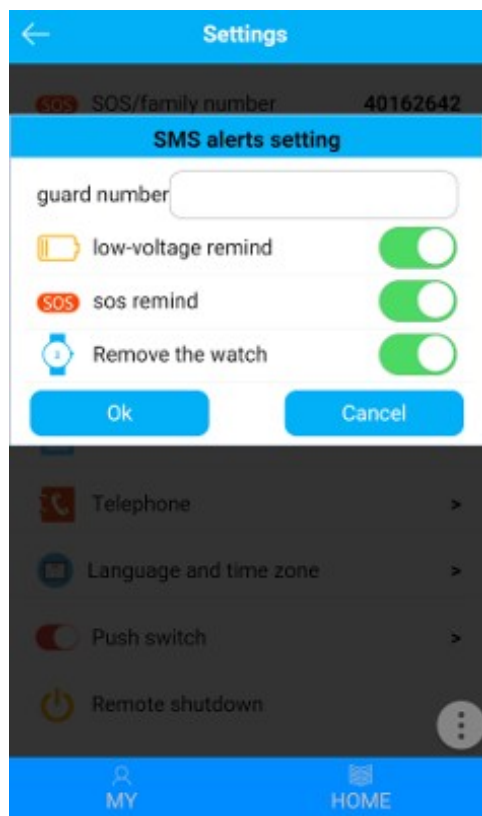 Settings
SOS SOS/family number 40162642
SMS alerts setting
guard number
low-voltage remind
SOS sos remind
Remove the watch
Ok Cancel
Telephone >
Language and time zone >
Push switch >
Remote shutdown
MY HOME